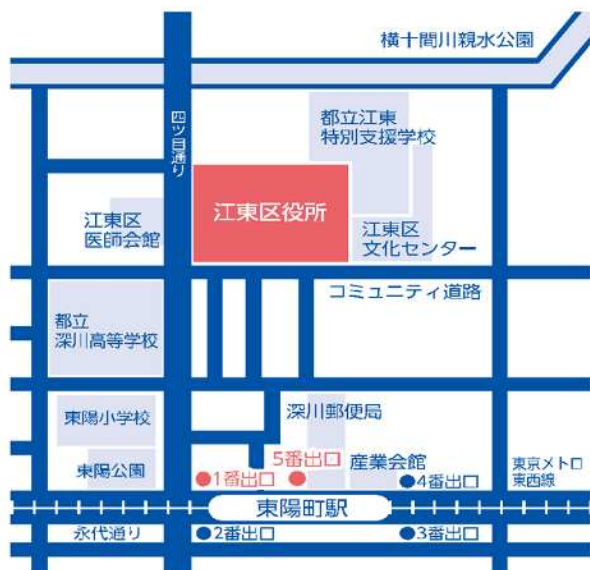 横十間川親水公園
四ツ目通り
都立江東
特別支援学校
江東区役所
江東区
医師会館
江東区
文化センター
コミュニティ道路
都立
深川高等学校
東陽小学校
深川郵便局
東陽公園
5番出口
産業会館
1番出口
4番出口
東京メトロ
東西線
東陽町駅
永代通り
2番出口
3番出口